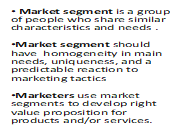 • Market segment is a group
of people who share similar
characteristics and needs .
•Market segment should
have homogeneity in main
needs, uniqueness, and a
predictable reaction to
marketing tactics
•Marketers use market
segments to develop right
value proposition for
products and/or services.